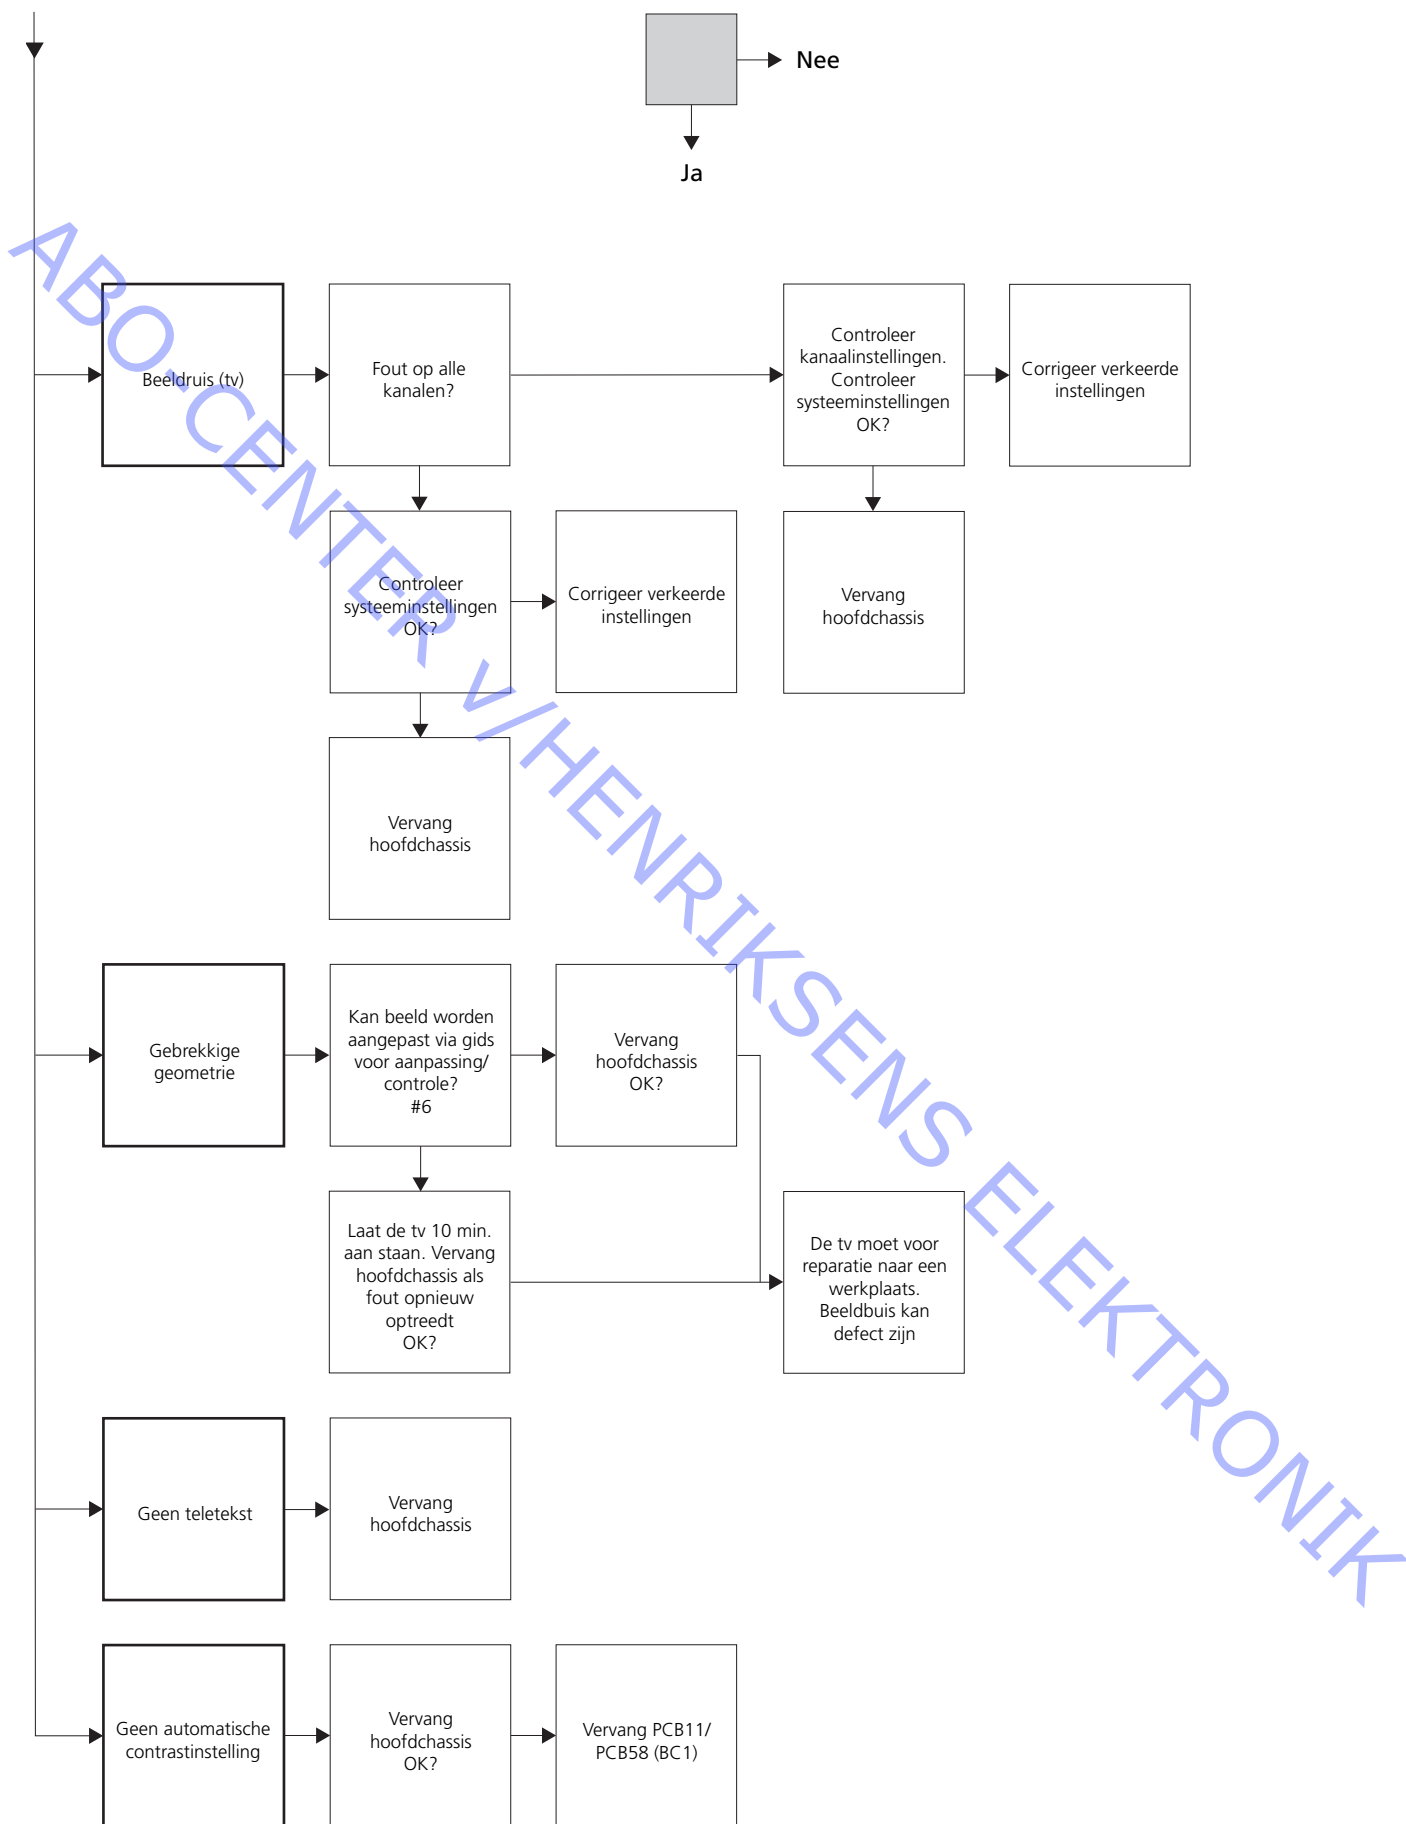 Nee
Ja
Beeldruis (tv)
Fout op alle
kanalen?
Controleer
kanaalinstellingen.
Controleer
systeeminstellingen
OK?
Corrigeer verkeerde
instellingen
Controleer
systeeminstellingen
OK?
Corrigeer verkeerde
instellingen
Vervang
hoofdchassis
Vervang
hoofdchassis
Gebrekkige
geometrie
Kan beeld worden
aangepast via gids
voor aanpassing/
controle?
#6
Vervang
hoofdchassis
OK?
Laat de tv 10 min.
aan staan. Vervang
hoofdchassis als
fout opnieuw
optreedt
OK?
De tv moet voor
reparatie naar een
werkplaats.
Beeldbuis kan
defect zijn
Geen teletekst
Vervang
hoofdchassis
Geen automatische
contrastinstelling
Vervang
hoofdchassis
OK?
Vervang PCB11/
PCB58 (BC1)
ABO-CENTER v/HENRIKSENS ELEKTRONIK